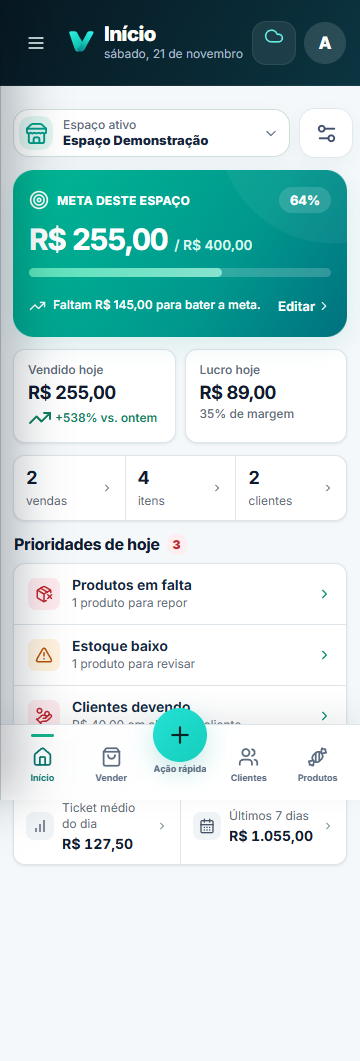 Início
sábado, 21 de novembro
A
Espaço ativo
Espaço Demonstração
META DESTE ESPAÇO
64%
R$ 255,00 / R$ 400,00
Faltam R$ 145,00 para bater a meta.
Editar
Vendido hoje
R$ 255,00
+538% vs. ontem
Lucro hoje
R$ 89,00
35% de margem
2
vendas
4
itens
2
clientes
Prioridades de hoje 3
Produtos em falta
1 produto para repor
Estoque baixo
1 produto para revisar
Clientes devendo
Início
Vender
Ação rápida
Clientes
Produtos
Ticket médio
do dia
R$ 127,50
Últimos 7 dias
R$ 1.055,00